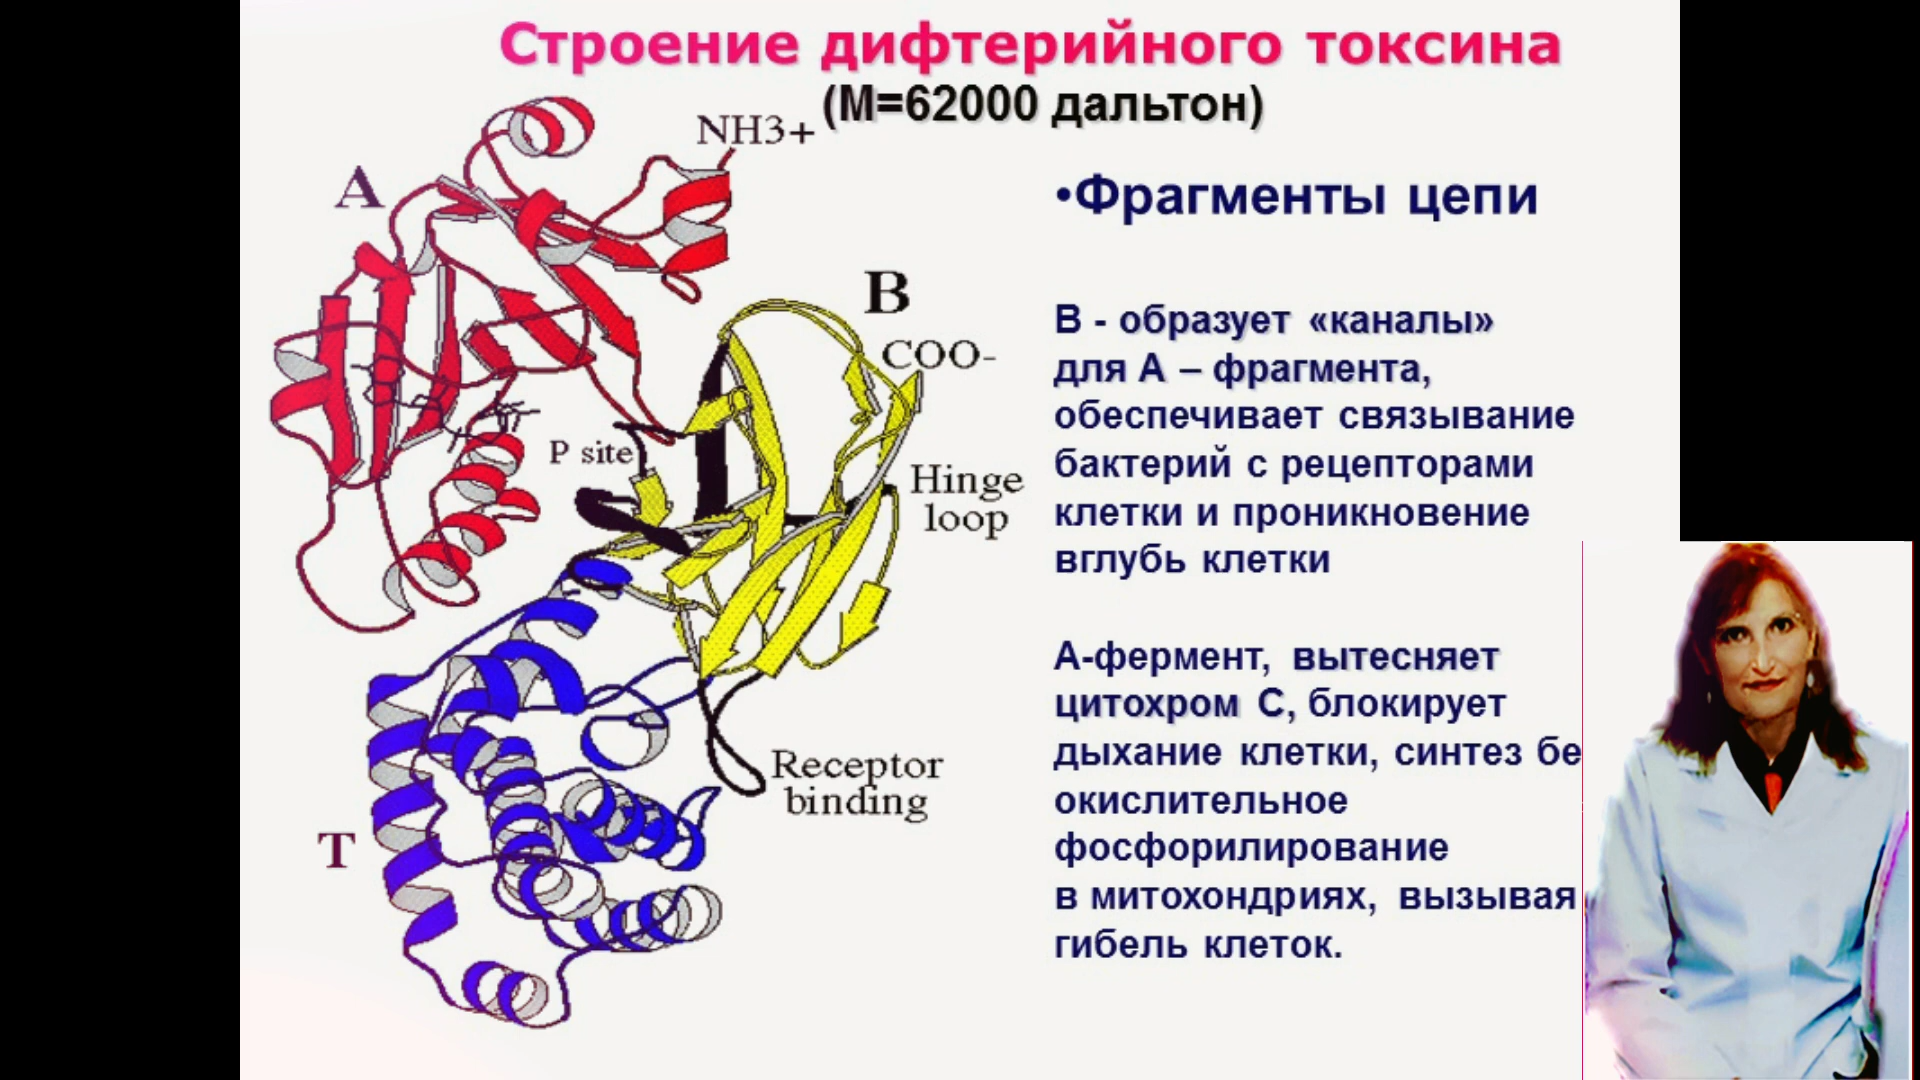 Строение дифтерийного токсина
(М=62000 дальтон)
NH3+
A
B
COO-
P site
Hinge
loop
Receptor
binding
T
•Фрагменты цепи
В - образует «каналы»
для А – фрагмента,
обеспечивает связывание
бактерий с рецепторами
клетки и проникновение
вглубь клетки
А-фермент, вытесняет
цитохром С, блокирует
дыхание клетки, синтез бе
окислительное
фосфорилирование
в митохондриях, вызывая
гибель клеток.